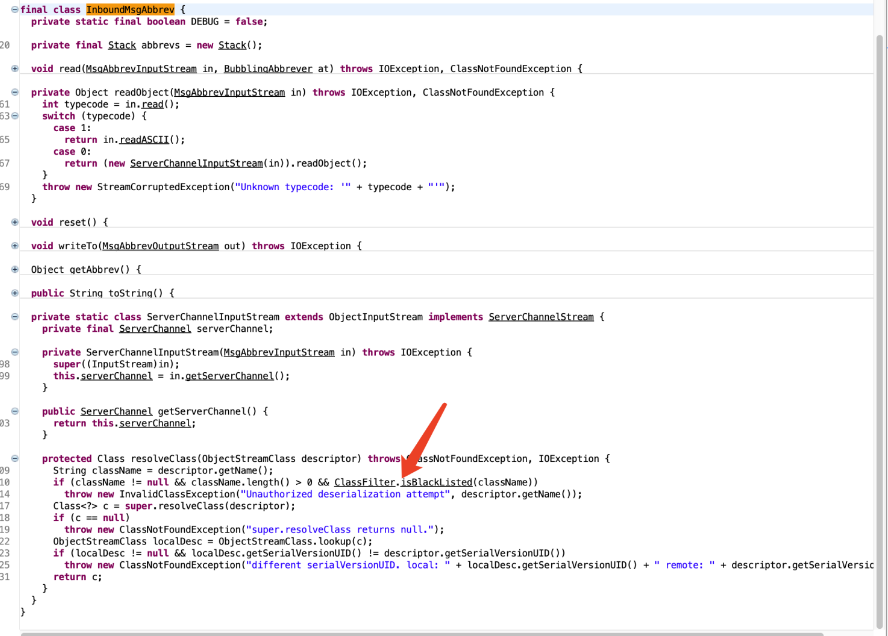 final class InboundMsgAbbrev {
private static final boolean DEBUG = false;
20 private final Stack abbrevs = new Stack();
void read(MsgAbbrevInputStream in, BubblingAbbrever at) throws IOException, ClassNotFoundException {
private Object readObject(MsgAbbrevInputStream in) throws IOException, ClassNotFoundException {
61 int typecode = in.read();
63 switch (typecode) {
case 1:
65 return in.readASCII();
case 0:
67 return (new ServerChannelInputStream(in)).readObject();
}
69 throw new StreamCorruptedException("Unknown typecode: '" + typecode + "'");
}
void reset() {
void writeTo(MsgAbbrevOutputStream out) throws IOException {
Object getAbbrev() {
public String toString() {
private static class ServerChannelInputStream extends ObjectInputStream implements ServerChannelStream {
private final ServerChannel serverChannel;
private ServerChannelInputStream(MsgAbbrevInputStream in) throws IOException {
98 super((InputStream)in);
99 this.serverChannel = in.getServerChannel();
}
public ServerChannel getServerChannel() {
03 return this.serverChannel;
}
protected Class resolveClass(ObjectStreamClass descriptor) throws ClassNotFoundException, IOException {
09 String className = descriptor.getName();
10 if (className != null && className.length() > 0 && ClassFilter.isBlackListed(className))
14 throw new InvalidClassException("Unauthorized deserialization attempt", descriptor.getName());
17 Class<?> c = super.resolveClass(descriptor);
18 if (c == null)
19 throw new ClassNotFoundException("super.resolveClass returns null.");
22 ObjectStreamClass localDesc = ObjectStreamClass.lookup(c);
23 if (localDesc != null && localDesc.getSerialVersionUID() != descriptor.getSerialVersionUID())
25 throw new ClassNotFoundException("different serialVersionUID. local: " + localDesc.getSerialVersionUID() + " remote: " + descriptor.getSerialVersic
31 return c;
}
}
}